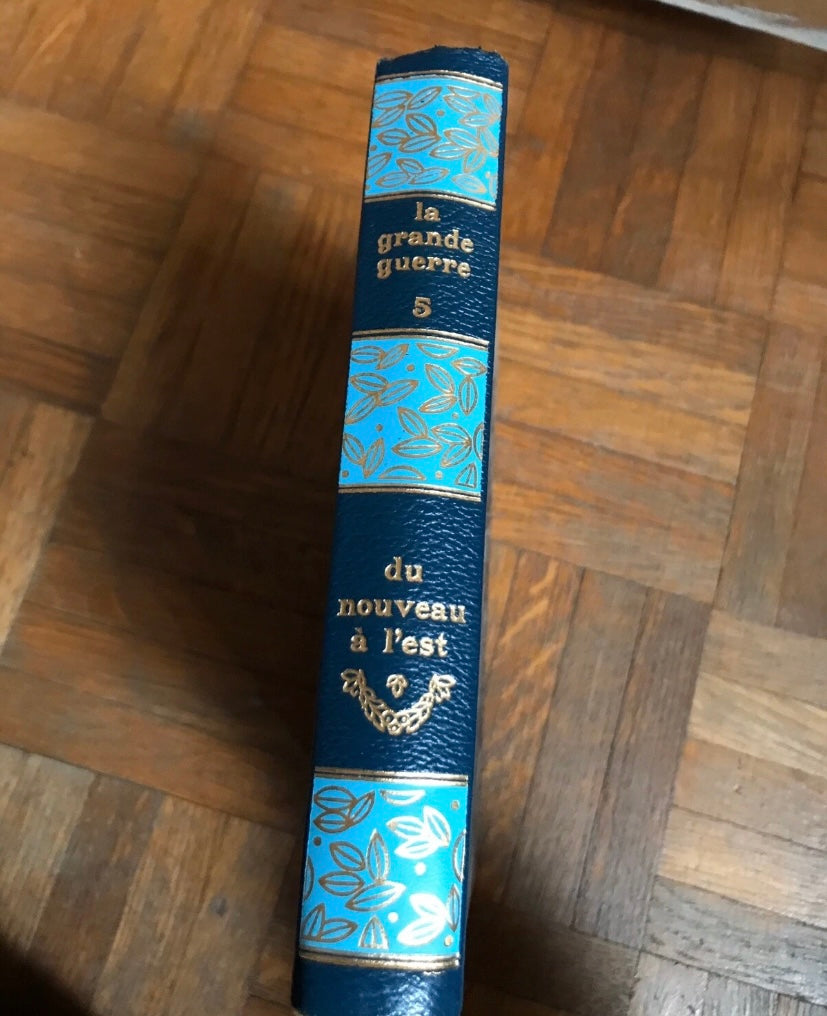 la
grande
guerre
5
du
nouveau
à l'est